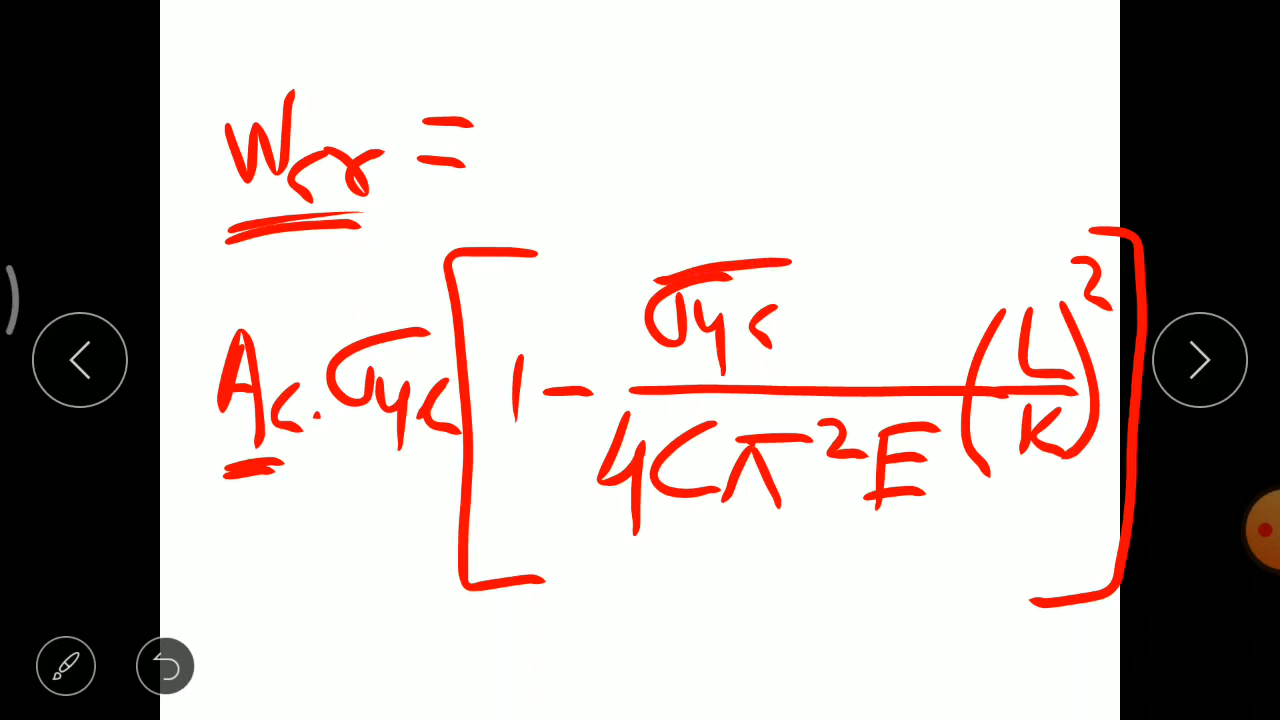 Wcr =
Ac. σyc [1 - σyc / 4Cπ²E (L/K)²]